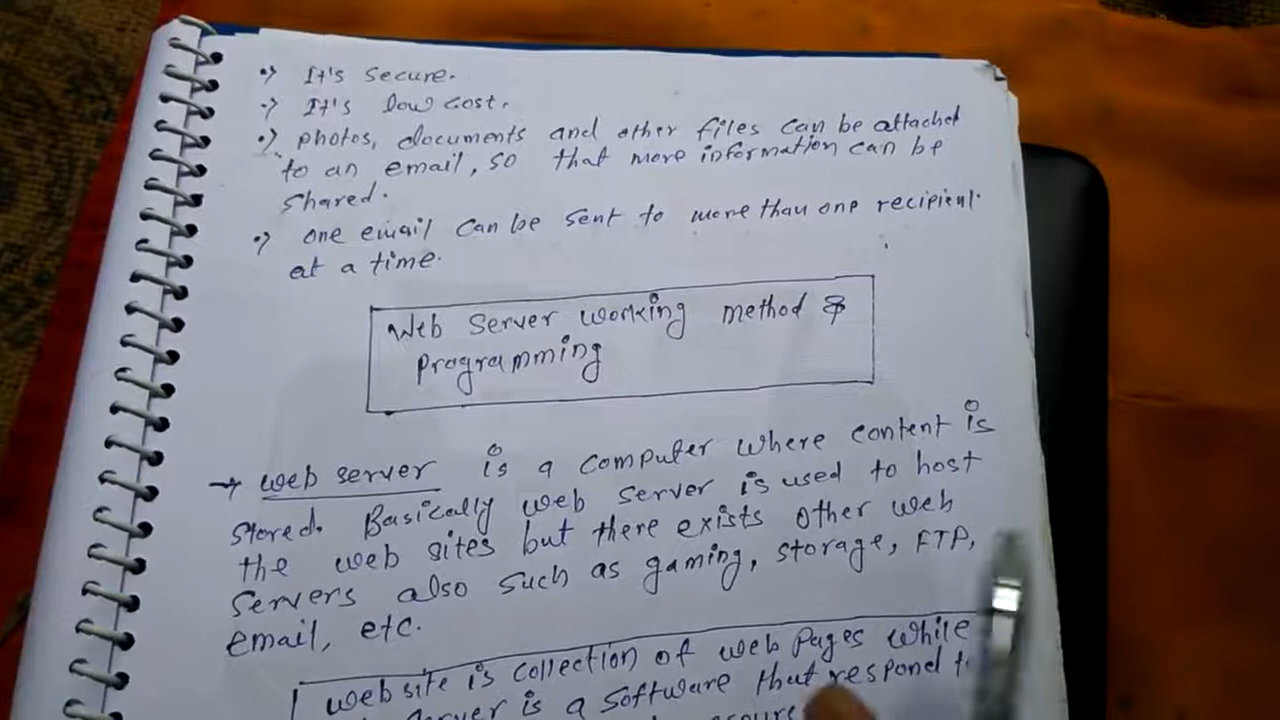 •) It's secure.
•) It's low cost.
•) photos, documents and other files can be attached
to an email, so that more information can be
shared.
•) one email can be sent to more than one recipient.
at a time.
Web server working method &
programming
→ web server is a computer where content is
stored. Basically web server is used to host
the web sites but there exists other web
servers also such as gaming, storage, FTP,
email, etc.
website is collection of web pages while
server is a software that respond